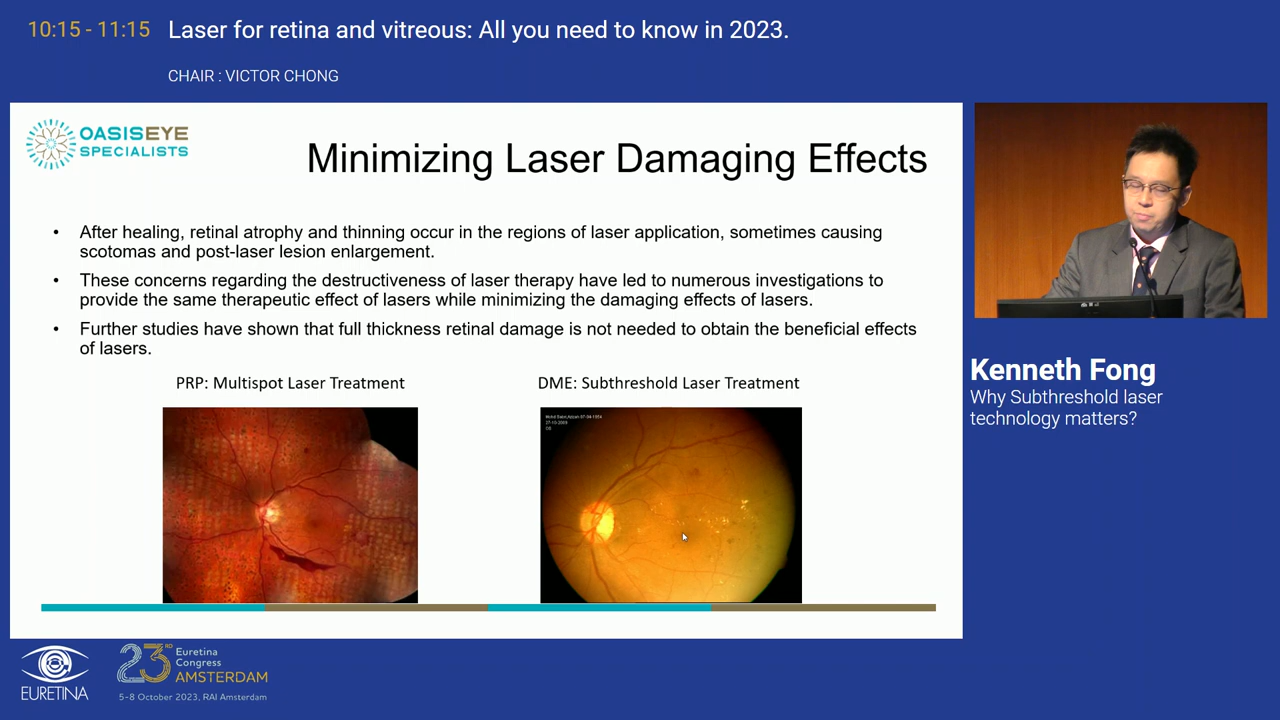 10:15 - 11:15 Laser for retina and vitreous: All you need to know in 2023.
CHAIR : VICTOR CHONG
OASISEYE
SPECIALISTS
Minimizing Laser Damaging Effects
• After healing, retinal atrophy and thinning occur in the regions of laser application, sometimes causing
scotomas and post-laser lesion enlargement.
• These concerns regarding the destructiveness of laser therapy have led to numerous investigations to
provide the same therapeutic effect of lasers while minimizing the damaging effects of lasers.
• Further studies have shown that full thickness retinal damage is not needed to obtain the beneficial effects
of lasers.
PRP: Multispot Laser Treatment
DME: Subthreshold Laser Treatment
Kenneth Fong
Why Subthreshold laser
technology matters?
EURETINA
23RD
Euretina
Congress
AMSTERDAM
5-8 October 2023, RAI Amsterdam